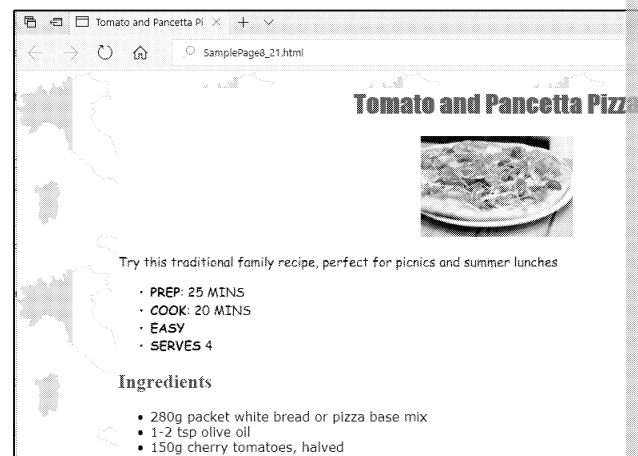 Tomato and Pancetta Pi
SamplePage8_21.html
Tomato and Pancetta Pizza
Try this traditional family recipe, perfect for picnics and summer lunches
• PREP: 25 MINS
• COOK: 20 MINS
• EASY
• SERVES 4
Ingredients
• 280g packet white bread or pizza base mix
• 1-2 tsp olive oil
• 150g cherry tomatoes, halved